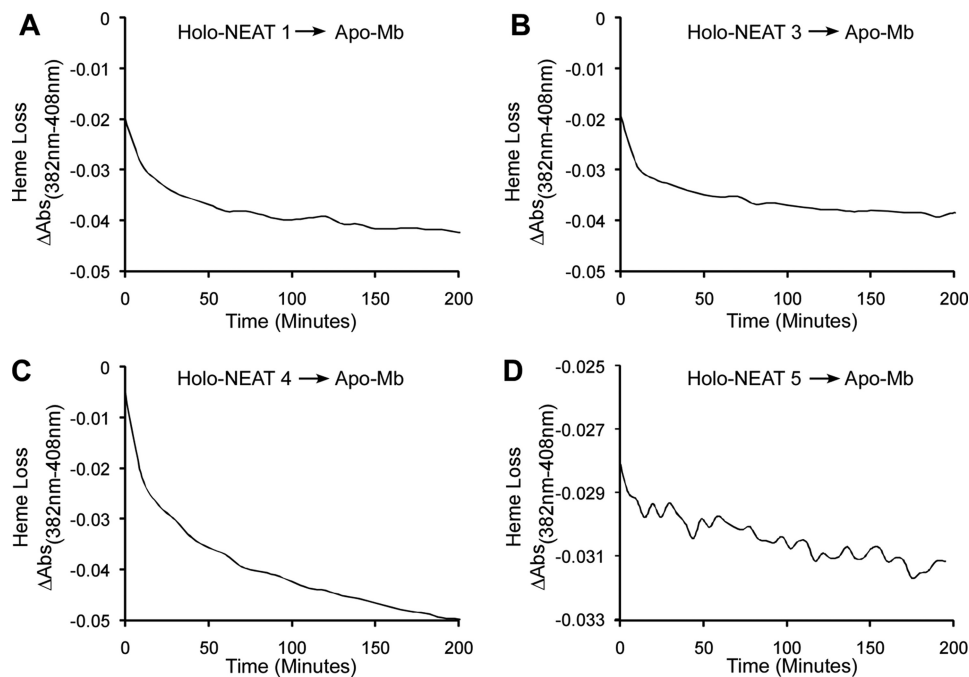 A
Holo-NEAT 1 → Apo-Mb
0
-0.01
-0.02
-0.03
-0.04
-0.05
Heme Loss
ΔAbs(382nm-408nm)
0 50 100 150 200
Time (Minutes)
B
Holo-NEAT 3 → Apo-Mb
0
-0.01
-0.02
-0.03
-0.04
-0.05
Heme Loss
ΔAbs(382nm-408nm)
0 50 100 150 200
Time (Minutes)
C
Holo-NEAT 4 → Apo-Mb
0
-0.01
-0.02
-0.03
-0.04
-0.05
Heme Loss
ΔAbs(382nm-408nm)
0 50 100 150 200
Time (Minutes)
D
Holo-NEAT 5 → Apo-Mb
-0.025
-0.027
-0.029
-0.031
-0.033
Heme Loss
ΔAbs(382nm-408nm)
0 50 100 150 200
Time (Minutes)